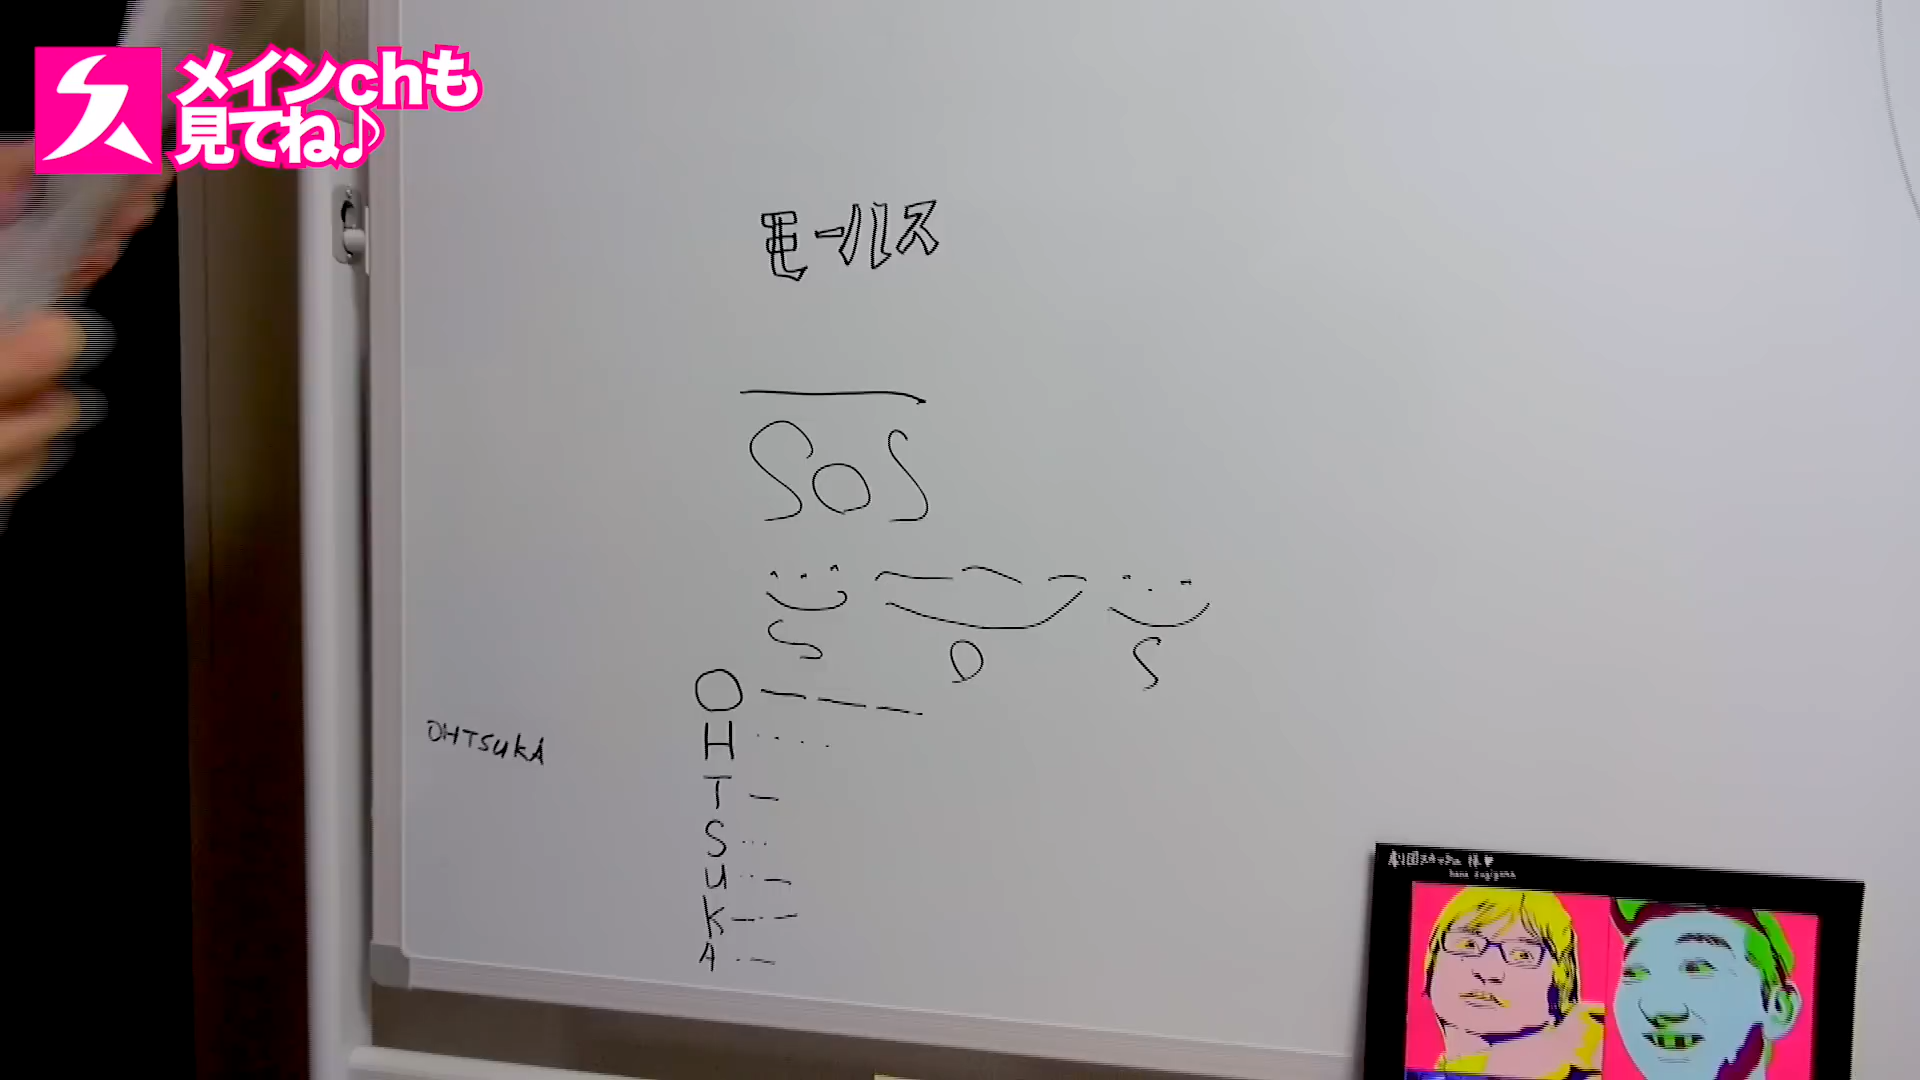 メインchも
見てね♪
モールス
SOS
... --- ...
S O S
O ---
H ....
T -
S ...
U ..-
K -.-
A .-
OHTSUKA